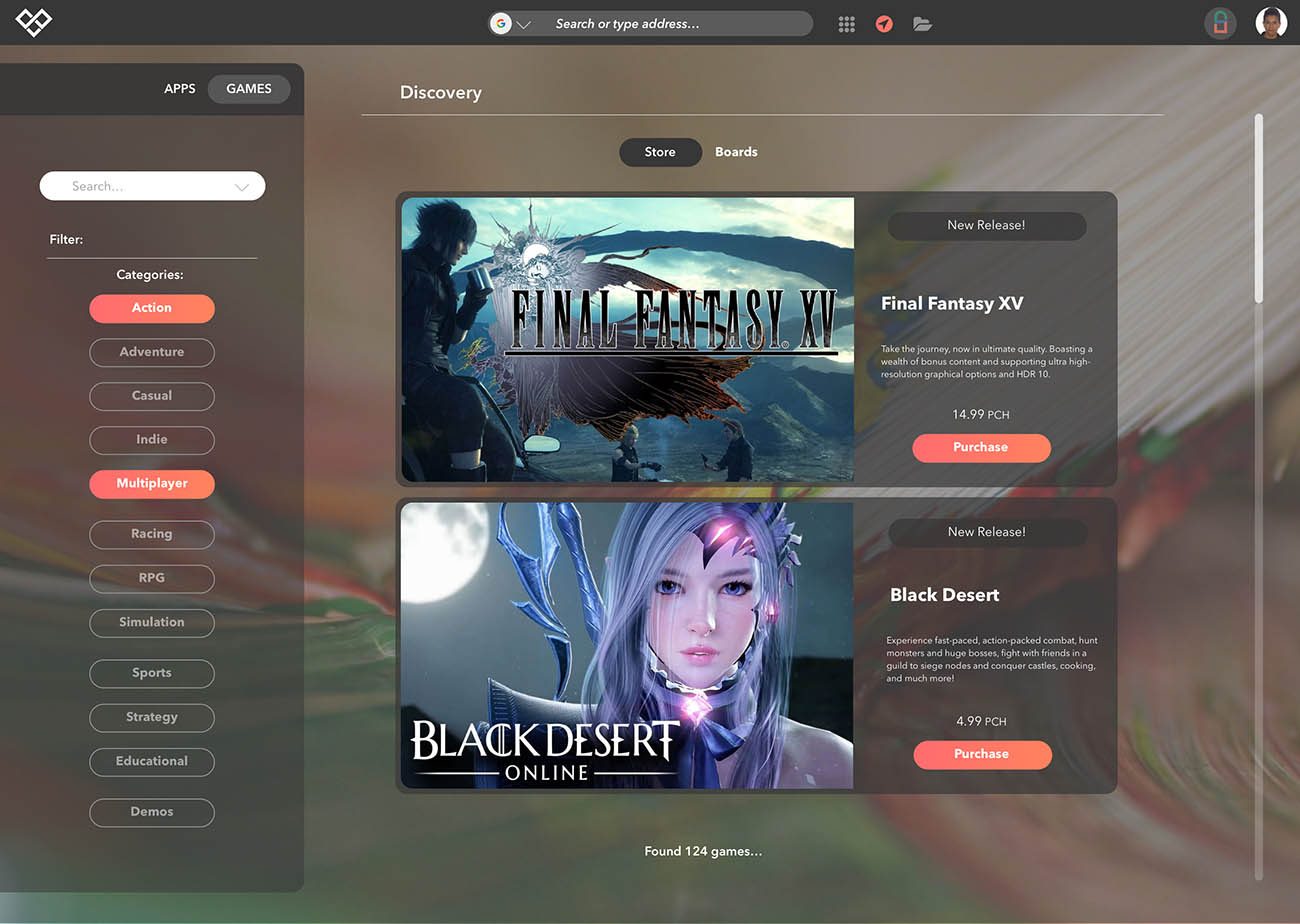 Search or type address...
APPS
GAMES
Search...
Filter:
Categories:
Action
Adventure
Casual
Indie
Multiplayer
Racing
RPG
Simulation
Sports
Strategy
Educational
Demos
Discovery
Store
Boards
FINAL FANTASY XV
New Release!
Final Fantasy XV
Take the journey, now in ultimate quality. Boasting a
wealth of bonus content and supporting ultra high-
resolution graphical options and HDR 10.
14.99 PCH
Purchase
BLACK DESERT
ONLINE
New Release!
Black Desert
Experience fast-paced, action-packed combat, hunt
monsters and huge bosses, fight with friends in a
guild to siege nodes and conquer castles, cooking,
and much more!
4.99 PCH
Purchase
Found 124 games...